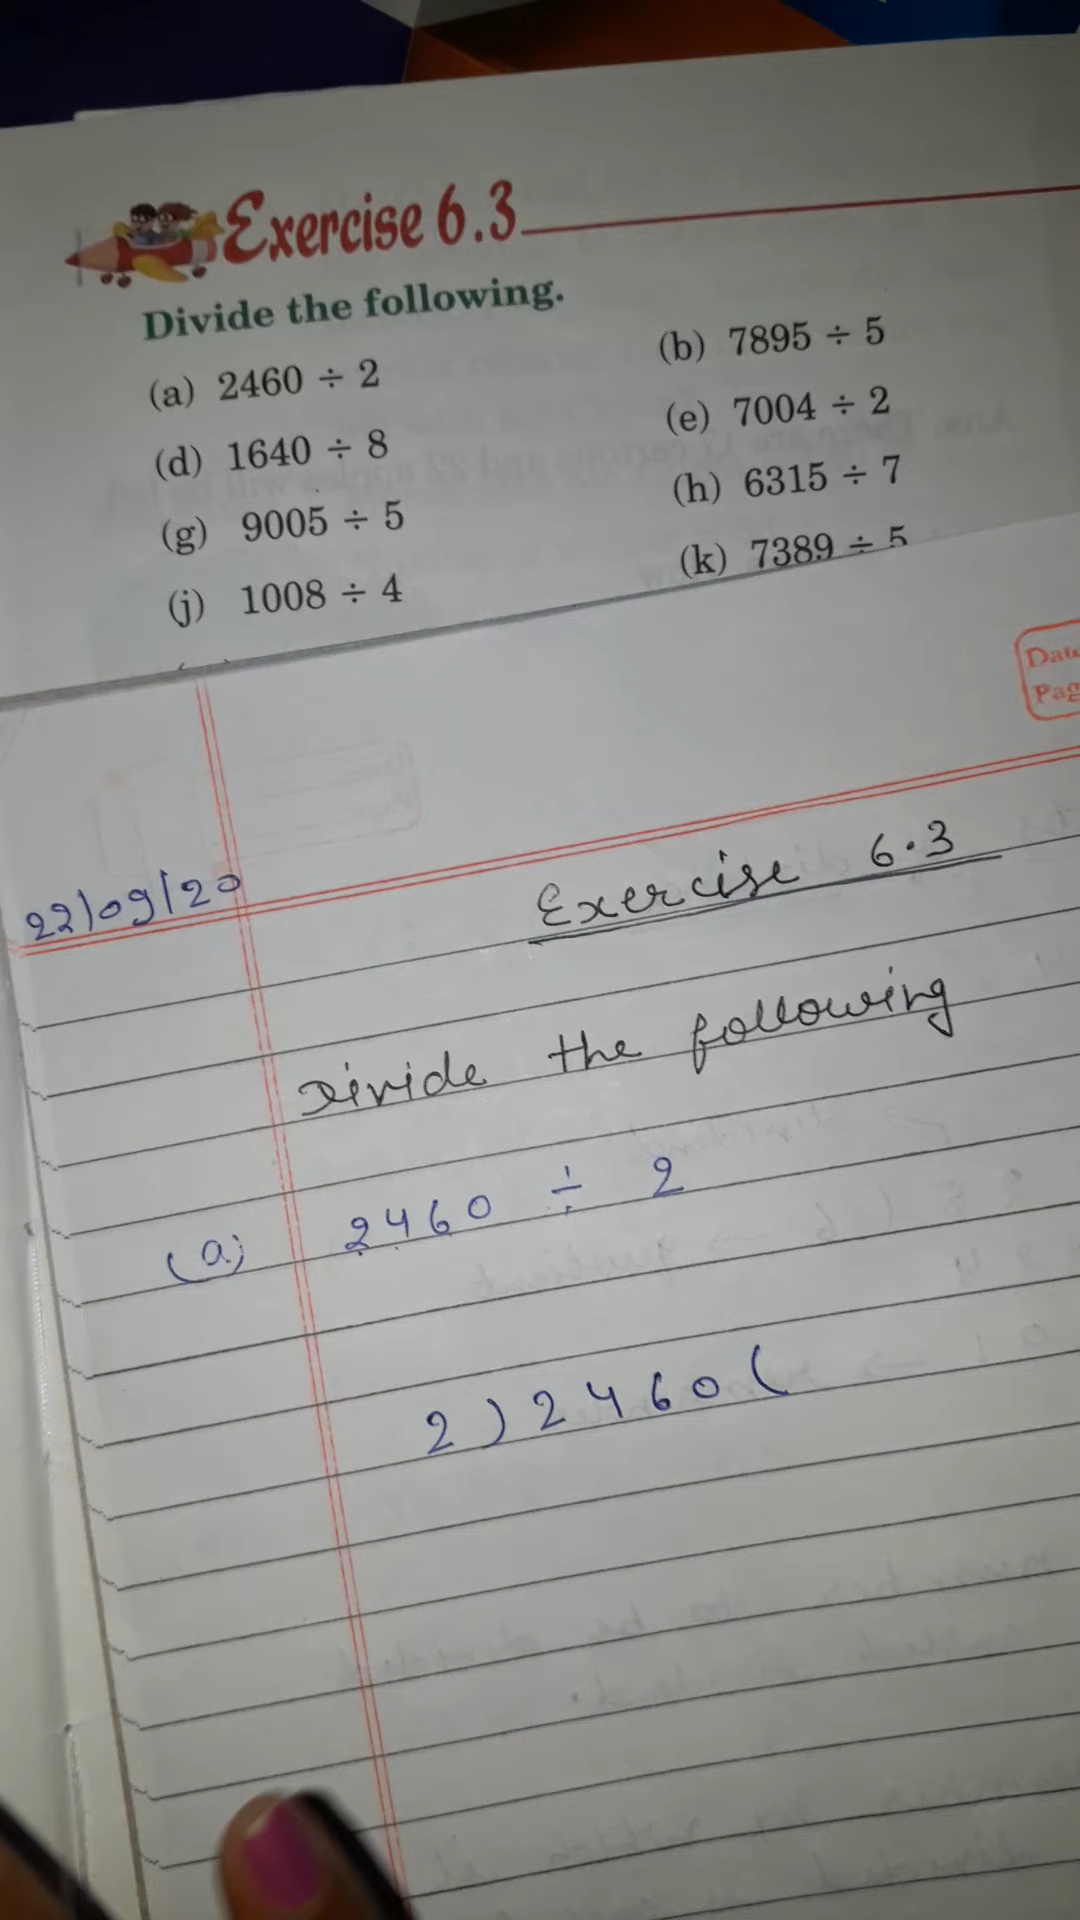 Exercise 6.3
Divide the following.
(a) 2460 ÷ 2 (b) 7895 ÷ 5
(d) 1640 ÷ 8 (e) 7004 ÷ 2
(g) 9005 ÷ 5 (h) 6315 ÷ 7
(j) 1008 ÷ 4 (k) 7389 ÷ 5
Pag
22/09/20
Exercise 6.3
Divide the following
(a) 2460 ÷ 2
2)2460(